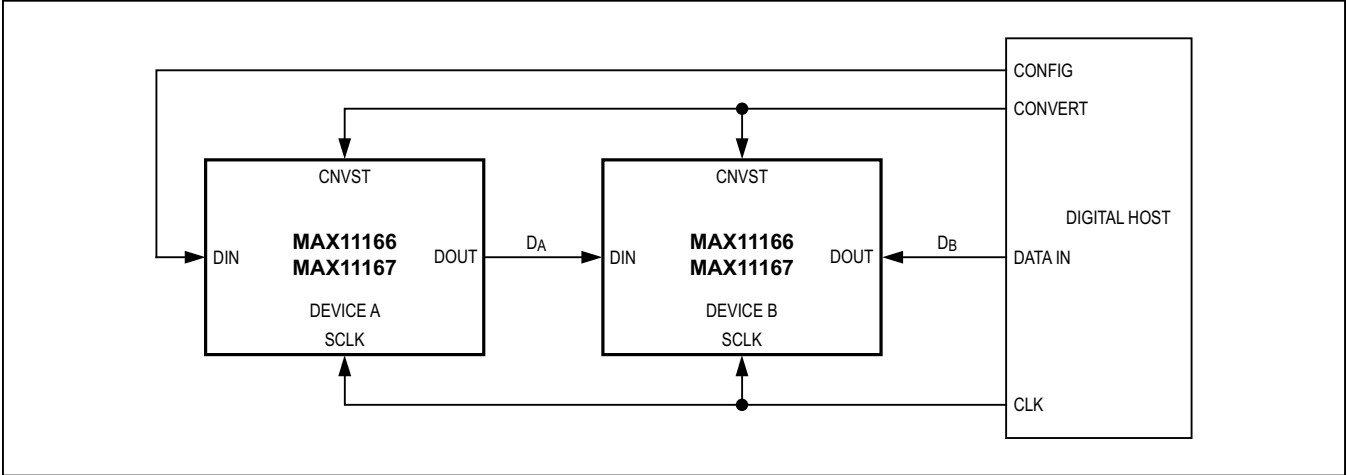 CONFIG
CONVERT
CNVST
CNVST
DIGITAL HOST
MAX11166
MAX11167
DIN
DOUT
DA
DIN
MAX11166
MAX11167
DOUT
DB
DATA IN
DEVICE A
DEVICE B
SCLK
SCLK
CLK